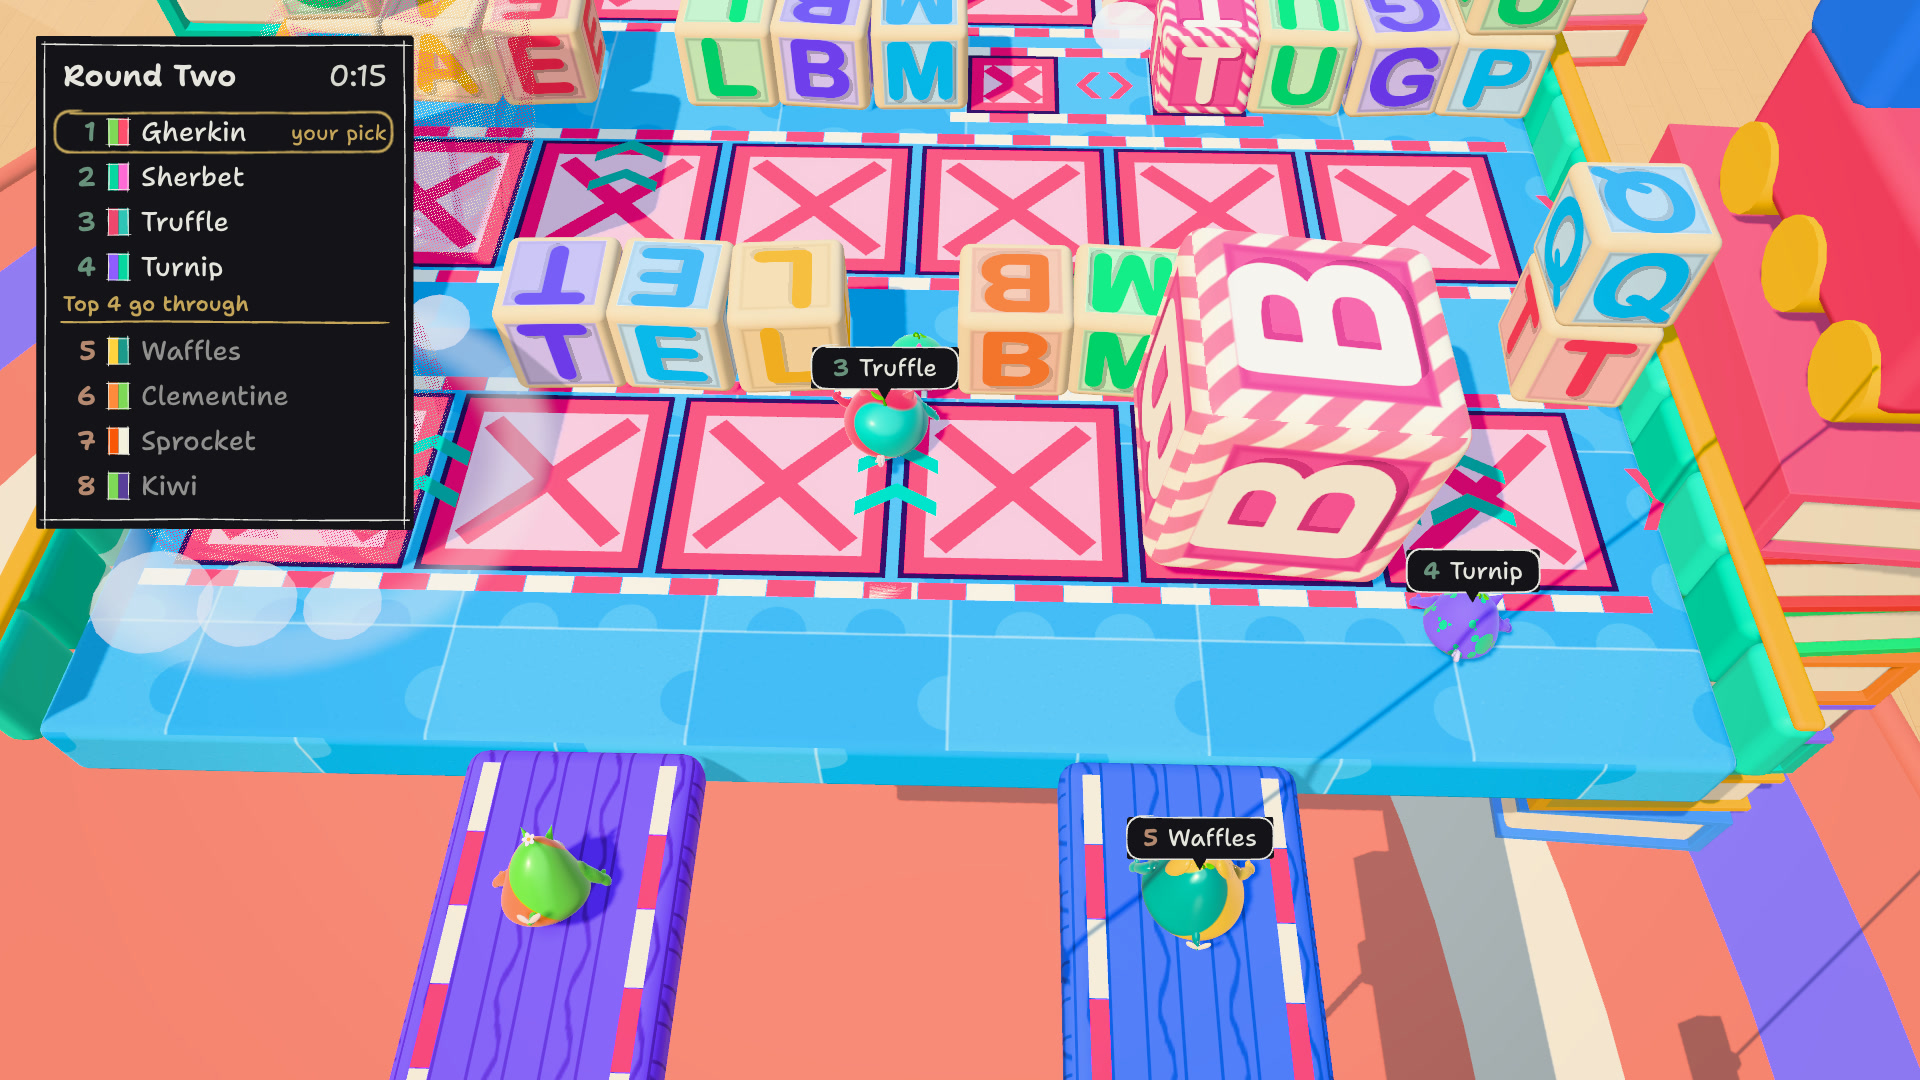 Round Two 0:15
1 Gherkin your pick
2 Sherbet
3 Truffle
4 Turnip
Top 4 go through
5 Waffles
6 Clementine
7 Sprocket
8 Kiwi
E
L B M
T U G P
T E L
T E L
B M
B M
B
B
B
Q
Q Q
T T
3 Truffle
4 Turnip
5 Waffles